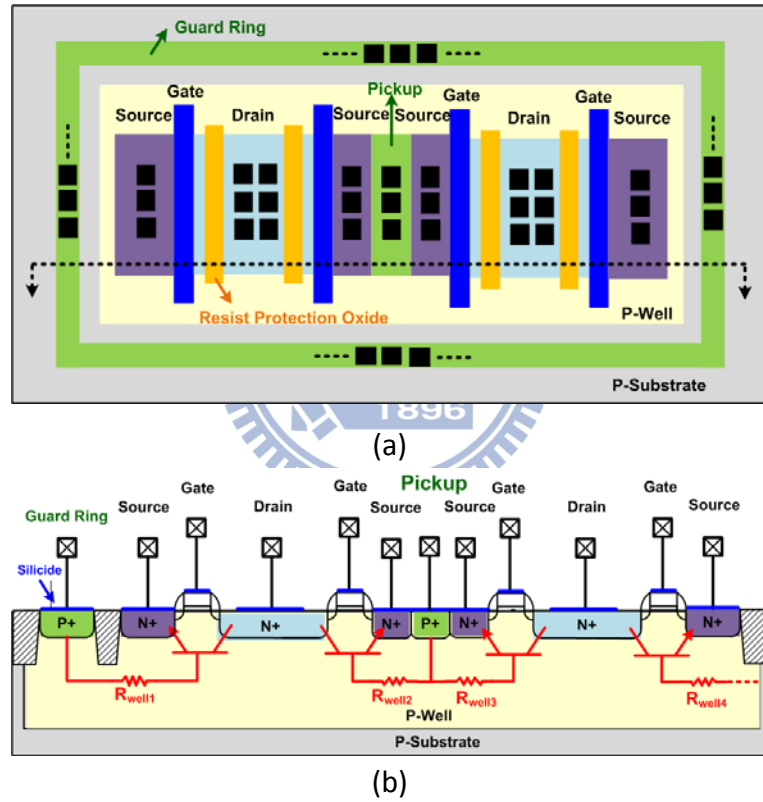 Guard Ring
Pickup
Gate
Gate
Gate
Source
Drain
Source Source
Drain
Source
Resist Protection Oxide
P-Well
P-Substrate
1896
(a)
Pickup
Gate
Gate
Gate
Gate
Source
Drain
Source
Source
Drain
Source
Guard Ring
Silicide
P+
N+
N+
N+
P+
N+
N+
N+
Rwell1
Rwell2
Rwell3
Rwell4
P-Well
P-Substrate
(b)